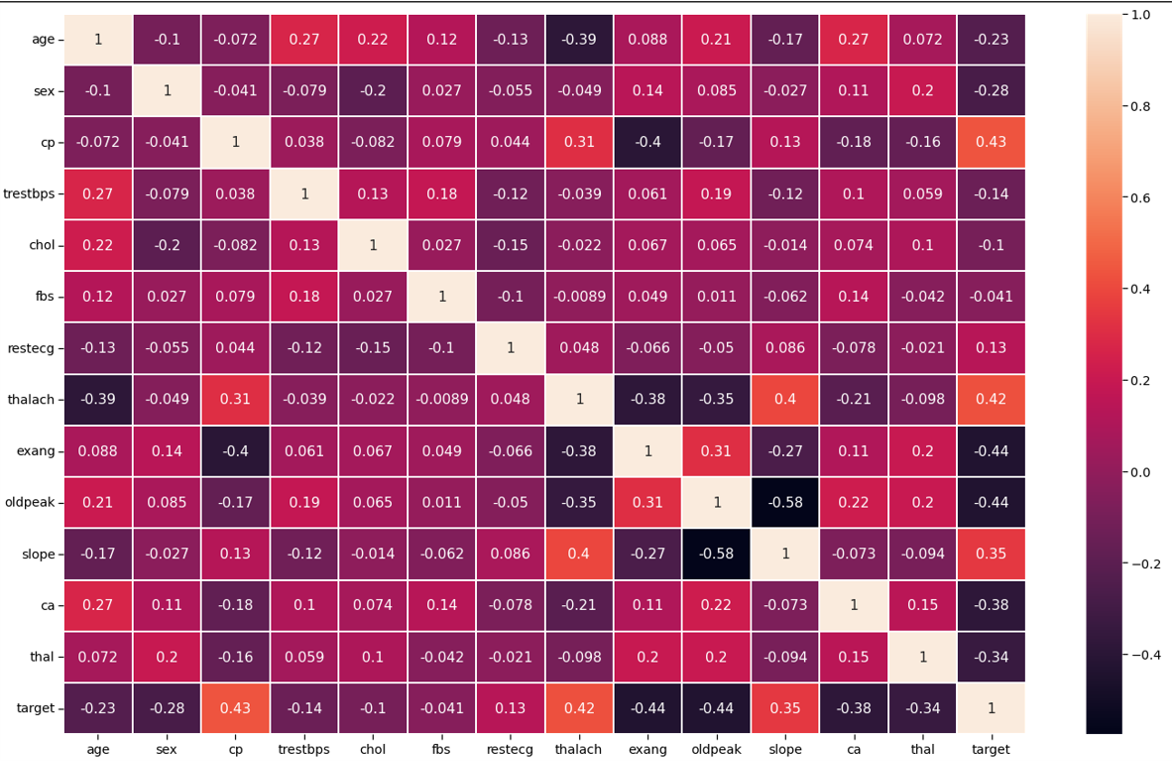 1.0
age 1 -0.1 -0.072 0.27 0.22 0.12 -0.13 -0.39 0.088 0.21 -0.17 0.27 0.072 -0.23
sex -0.1 1 -0.041 -0.079 -0.2 0.027 -0.055 -0.049 0.14 0.085 -0.027 0.11 0.2 -0.28
0.8
cp -0.072 -0.041 1 0.038 -0.082 0.079 0.044 0.31 -0.4 -0.17 0.13 -0.18 -0.16 0.43
trestbps 0.27 -0.079 0.038 1 0.13 0.18 -0.12 -0.039 0.061 0.19 -0.12 0.1 0.059 -0.14
0.6
chol 0.22 -0.2 -0.082 0.13 1 0.027 -0.15 -0.022 0.067 0.065 -0.014 0.074 0.1 -0.1
0.4
fbs 0.12 0.027 0.079 0.18 0.027 1 -0.1 -0.0089 0.049 0.011 -0.062 0.14 -0.042 -0.041
restecg -0.13 -0.055 0.044 -0.12 -0.15 -0.1 1 0.048 -0.066 -0.05 0.086 -0.078 -0.021 0.13
0.2
thalach -0.39 -0.049 0.31 -0.039 -0.022 -0.0089 0.048 1 -0.38 -0.35 0.4 -0.21 -0.098 0.42
exang 0.088 0.14 -0.4 0.061 0.067 0.049 -0.066 -0.38 1 0.31 -0.27 0.11 0.2 -0.44
0.0
oldpeak 0.21 0.085 -0.17 0.19 0.065 0.011 -0.05 -0.35 0.31 1 -0.58 0.22 0.2 -0.44
slope -0.17 -0.027 0.13 -0.12 -0.014 -0.062 0.086 0.4 -0.27 -0.58 1 -0.073 -0.094 0.35
−0.2
ca 0.27 0.11 -0.18 0.1 0.074 0.14 -0.078 -0.21 0.11 0.22 -0.073 1 0.15 -0.38
thal 0.072 0.2 -0.16 0.059 0.1 -0.042 -0.021 -0.098 0.2 0.2 -0.094 0.15 1 -0.34
−0.4
target -0.23 -0.28 0.43 -0.14 -0.1 -0.041 0.13 0.42 -0.44 -0.44 0.35 -0.38 -0.34 1
age sex cp trestbps chol fbs restecg thalach exang oldpeak slope ca thal target